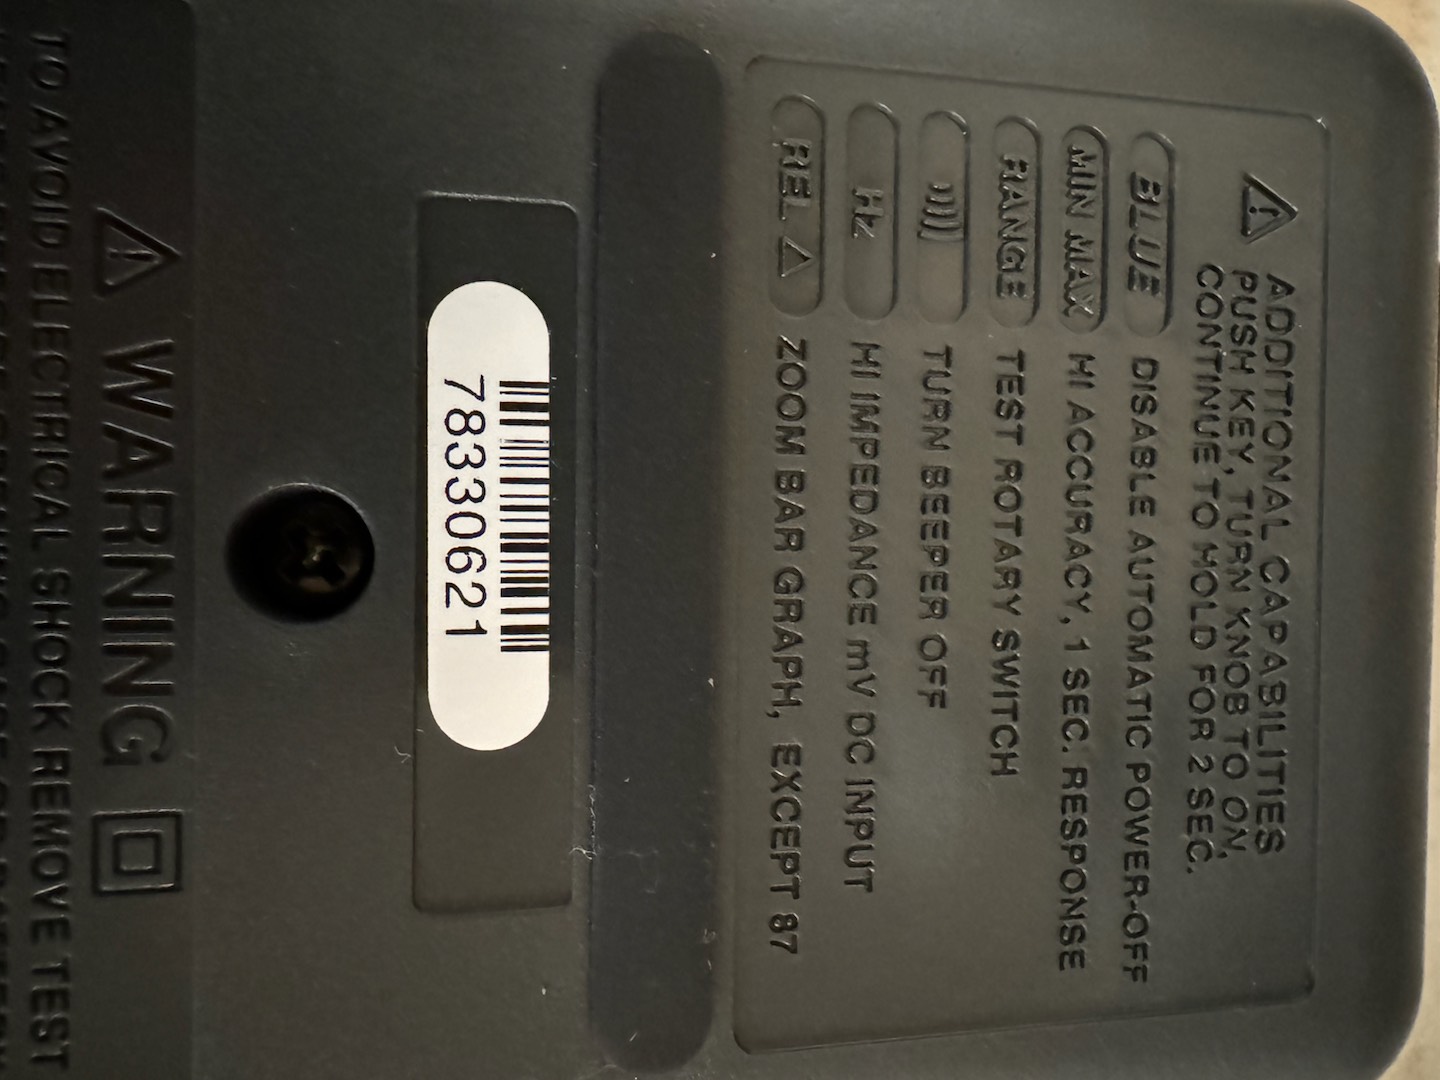 ADDITIONAL CAPABILITIES
PUSH KEY, TURN KNOB TO ON,
CONTINUE TO HOLD FOR 2 SEC.
BLUE DISABLE AUTOMATIC POWER-OFF
MIN MAX HI ACCURACY, 1 SEC. RESPONSE
RANGE TEST ROTARY SWITCH
TURN BEEPER OFF
Hz HI IMPEDANCE mV DC INPUT
REL △ ZOOM BAR GRAPH, EXCEPT 87
78330621
WARNING
TO AVOID ELECTRICAL SHOCK REMOVE TEST